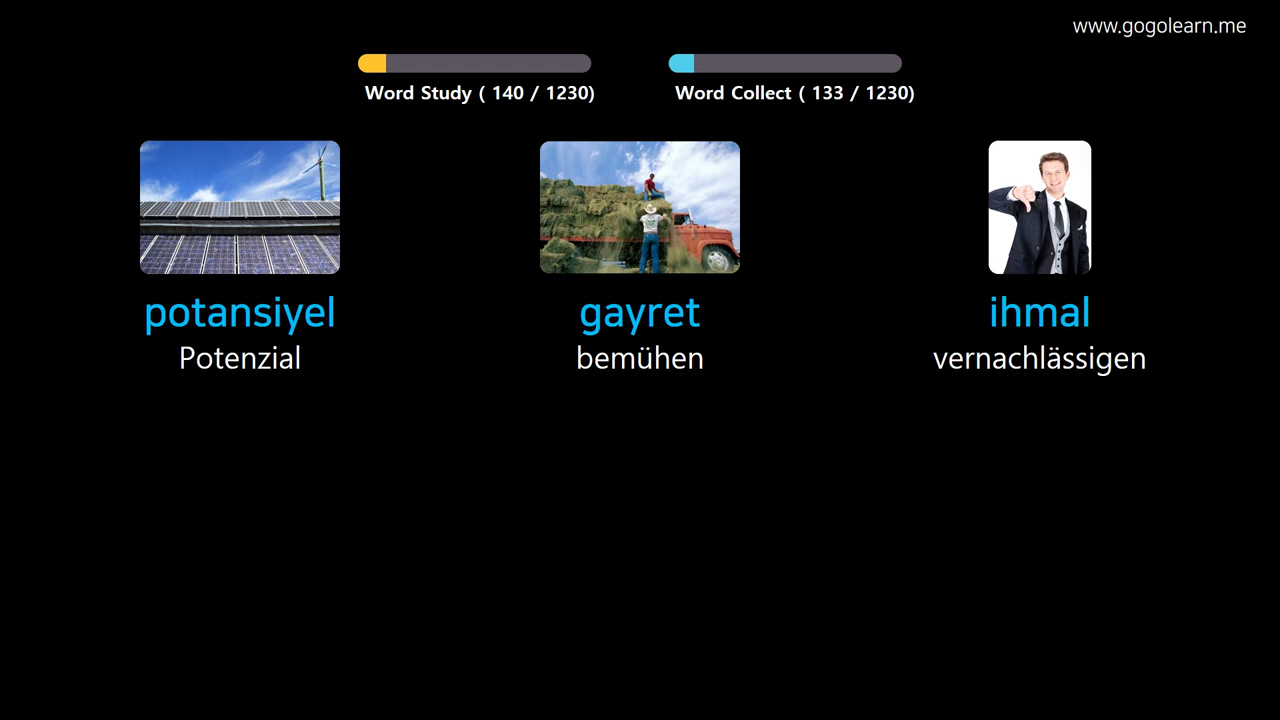 www.gogolearn.me
Word Study ( 140 / 1230)
Word Collect ( 133 / 1230)
potansiyel
Potenzial
gayret
bemühen
ihmal
vernachlässigen